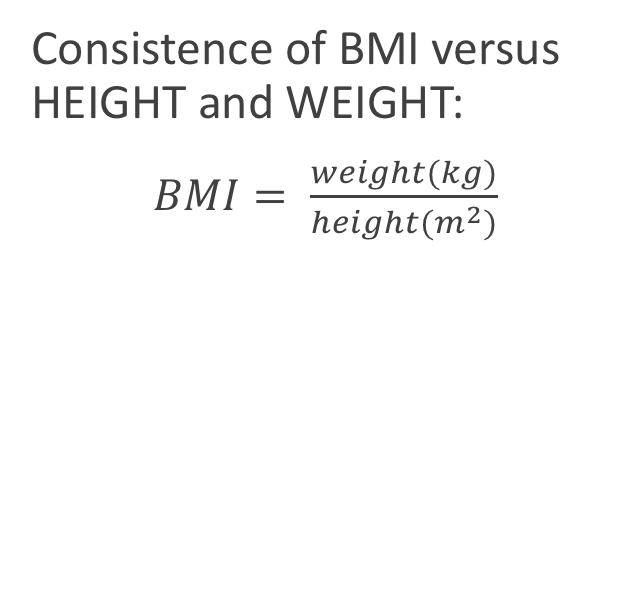 Consistence of BMI versus
HEIGHT and WEIGHT:
BMI = weight(kg)
height(m²)